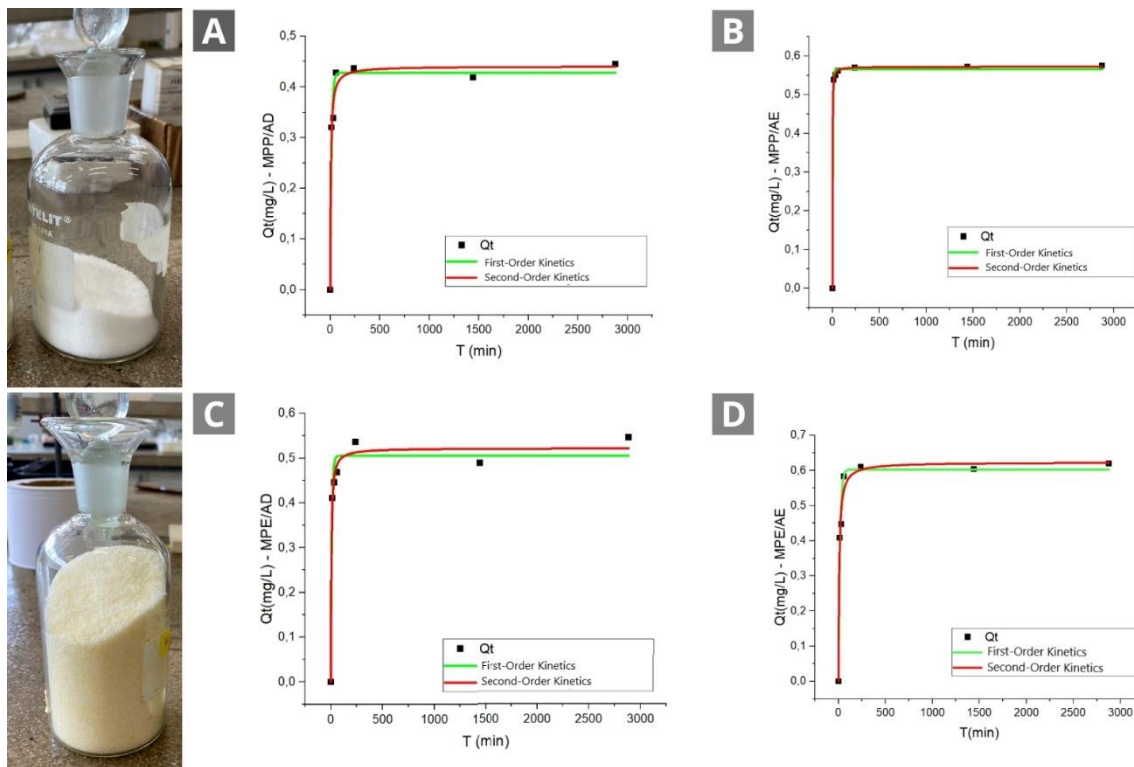 TELIT®
A
0,5
0,4
0,3
0,2
0,1
0,0
Qt(mg/L) - MPP/AD
Qt
First-Order Kinetics
Second-Order Kinetics
0 500 1000 1500 2000 2500 3000
T (min)
B
0,6
0,5
0,4
0,3
0,2
0,1
0,0
Qt(mg/L) - MPP/AE
Qt
First-Order Kinetics
Second-Order Kinetics
0 500 1000 1500 2000 2500 3000
T (min)
C
0,6
0,5
0,4
0,3
0,2
0,1
0,0
Qt(mg/L) - MPE/AD
Qt
First-Order Kinetics
Second-Order Kinetics
0 500 1000 1500 2000 2500 3000
T (min)
D
0,7
0,6
0,5
0,4
0,3
0,2
0,1
0,0
Qt(mg/L) - MPE/AE
Qt
First-Order Kinetics
Second-Order Kinetics
0 500 1000 1500 2000 2500 3000
T(min)